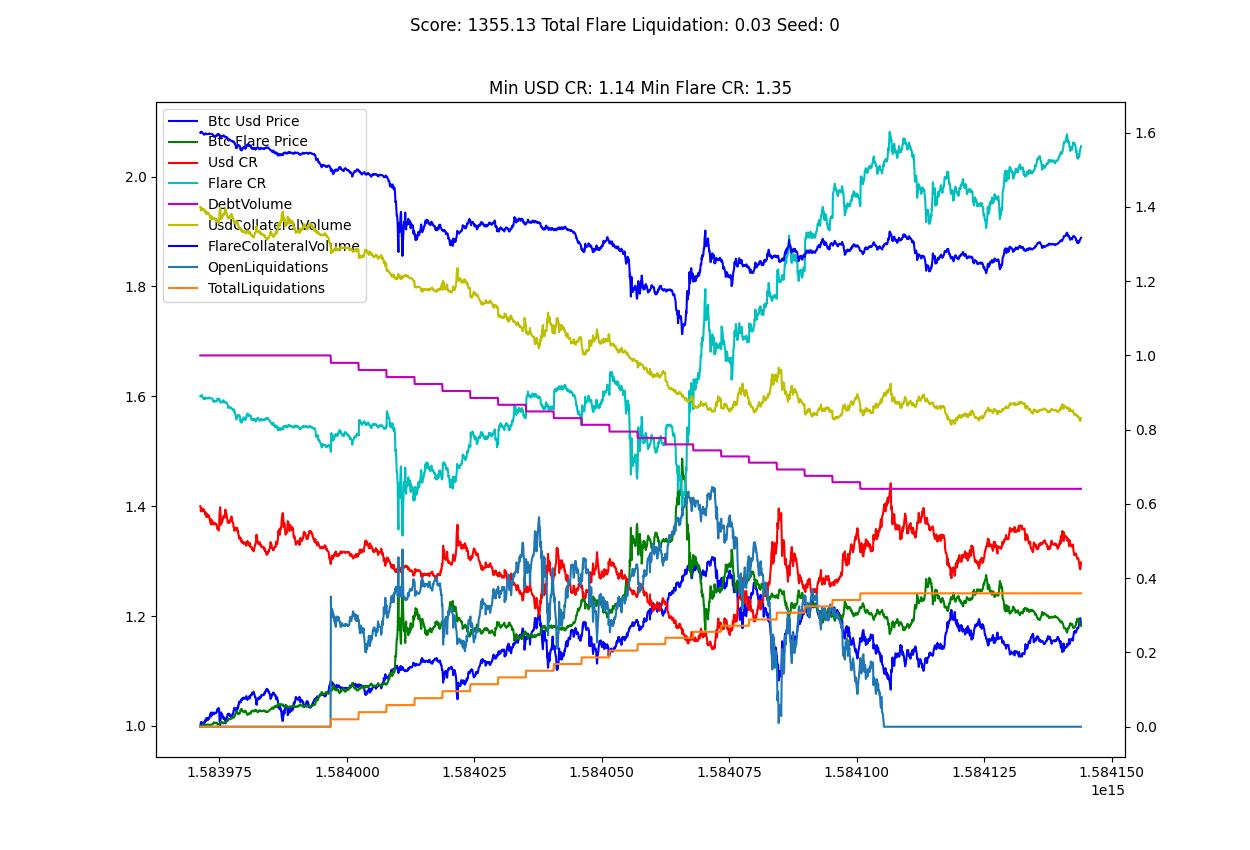 Score: 1355.13 Total Flare Liquidation: 0.03 Seed: 0
Min USD CR: 1.14 Min Flare CR: 1.35
Btc Usd Price
Btc Flare Price
Usd CR
Flare CR
DebtVolume
UsdCollateralVolume
FlareCollateralVolume
OpenLiquidations
TotalLiquidations
2.0
1.8
1.6
1.4
1.2
1.0
1.6
1.4
1.2
1.0
0.8
0.6
0.4
0.2
0.0
1.583975 1.584000 1.584025 1.584050 1.584075 1.584100 1.584125 1.584150
1e15